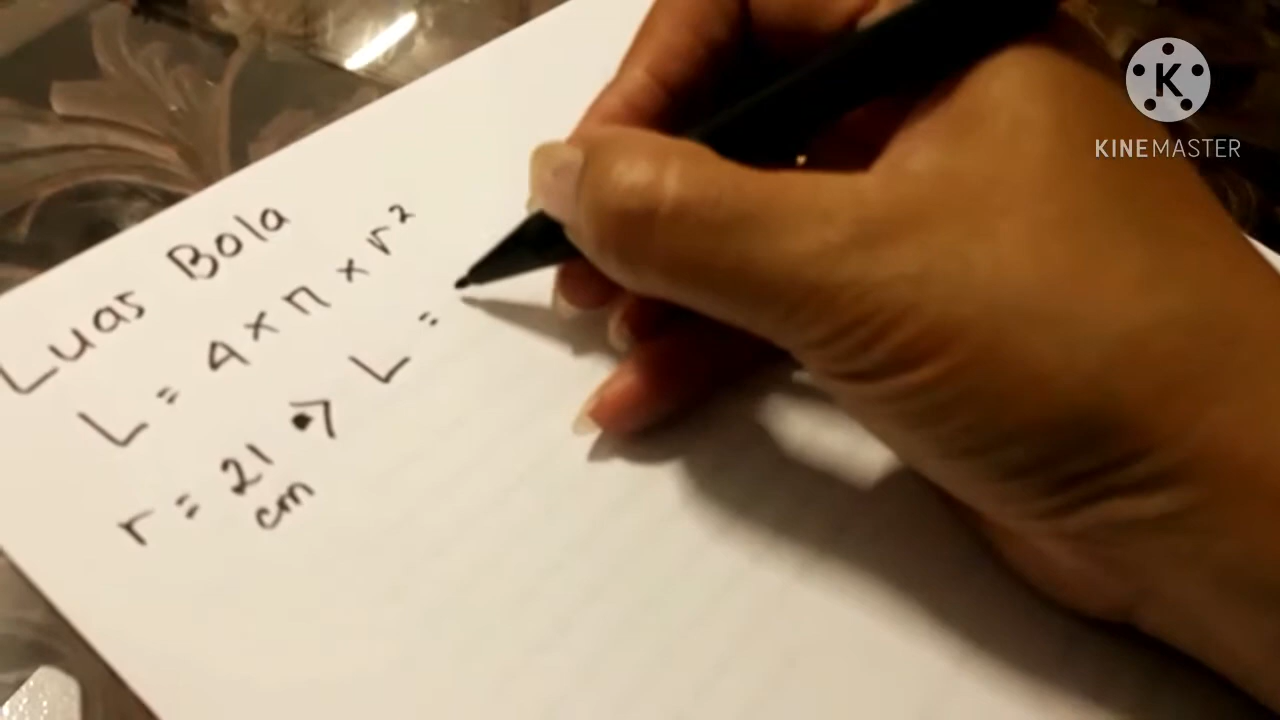 Luas Bola
L = 4 x π x r²
r = 21 => L =
cm
KINEMASTER